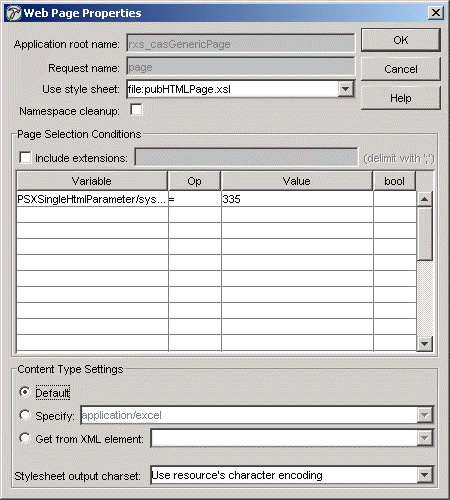 Web Page Properties
Application root name: rxs_casGenericPage
OK
Request name: page
Cancel
Use style sheet: file:pubHTMLPage.xsl
Help
Namespace cleanup:
Page Selection Conditions
Include extensions: (delimit with ';')
Variable Op Value bool
PSXSingleHtmlParameter/sys... = 335
Content Type Settings
Default
Specify: application/excel
Get from XML element:
Stylesheet output charset: Use resource's character encoding